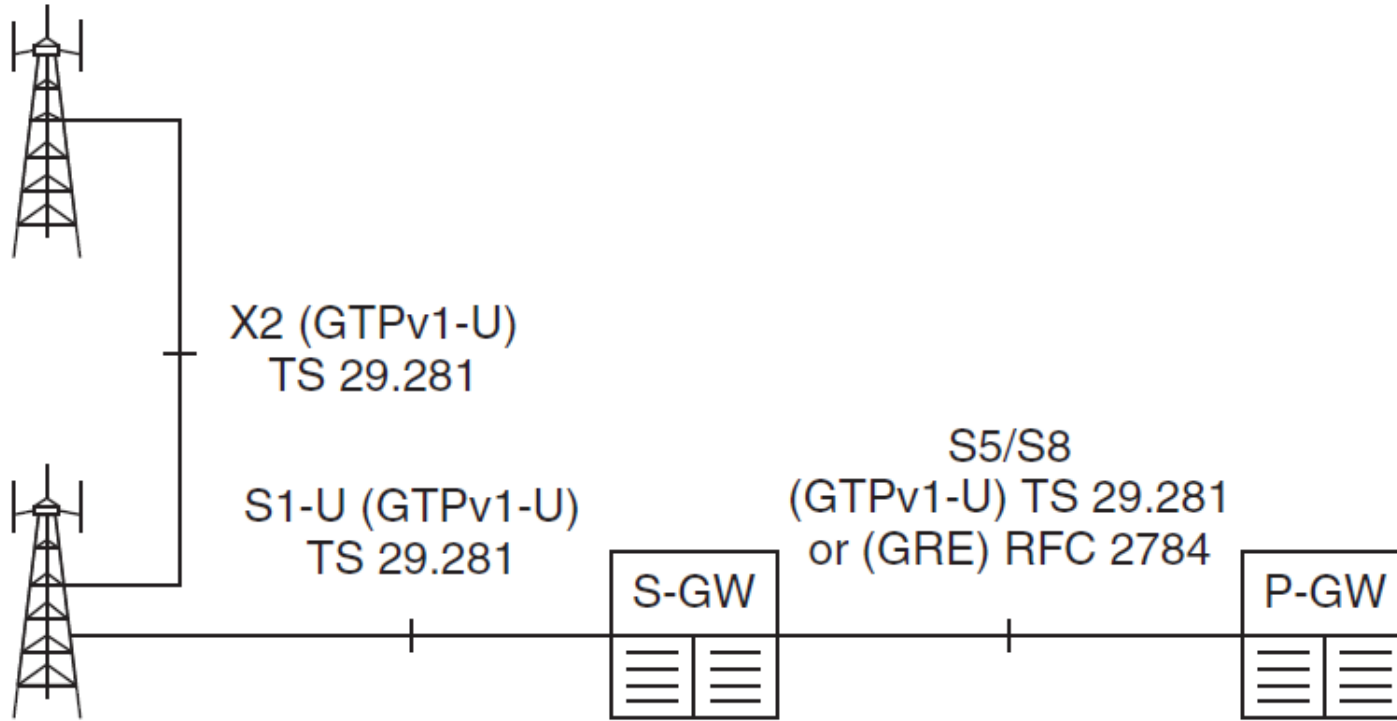 X2 (GTPv1-U)
TS 29.281
S1-U (GTPv1-U)
TS 29.281
S5/S8
(GTPv1-U) TS 29.281
or (GRE) RFC 2784
S-GW
P-GW